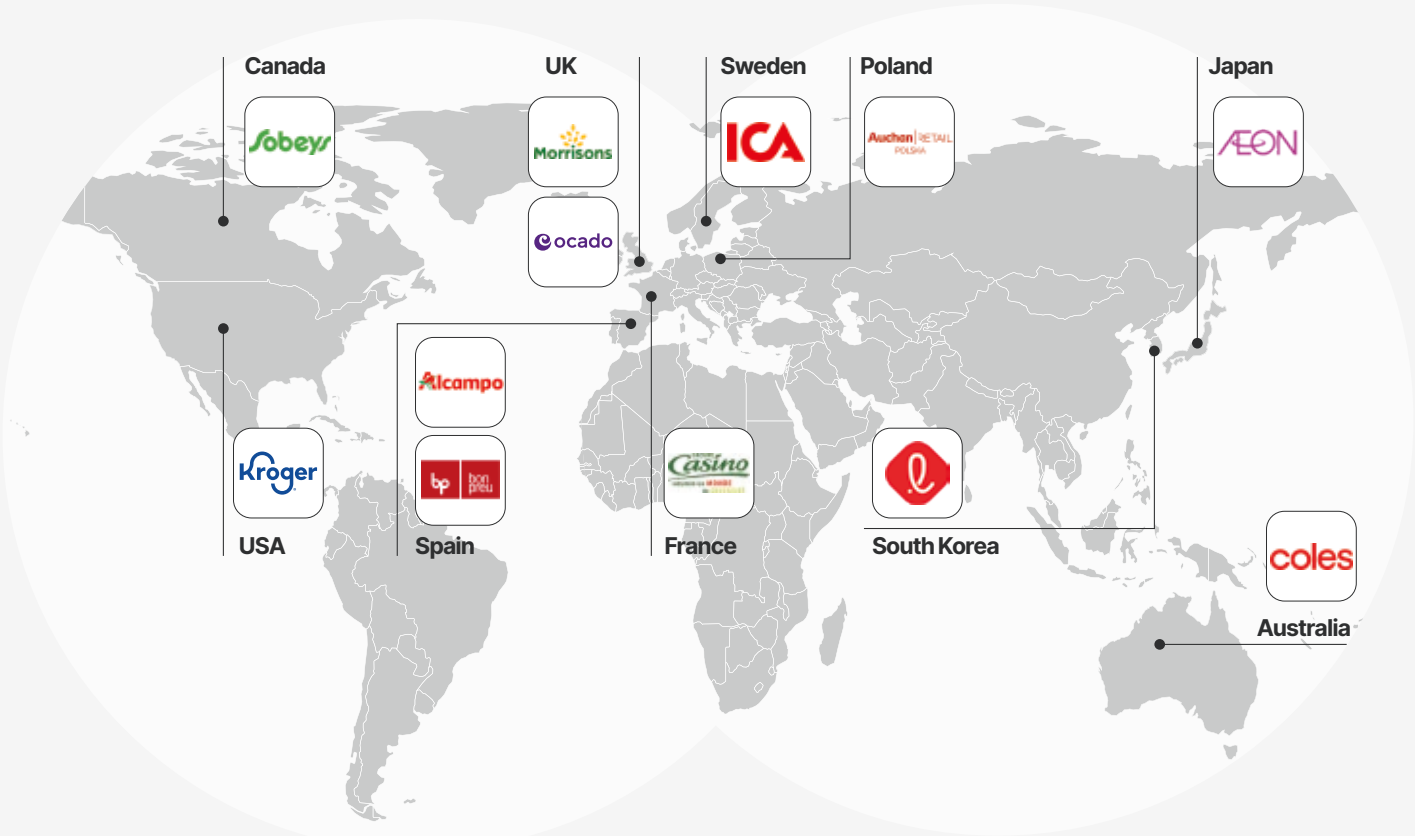 Canada
UK
Sweden
Poland
Japan
Sobeys
Morrisons
ICA
Auchan | RETAIL
POLSKA
AEON
ocado
Alcampo
Kroger
bp
bon
preu
Casino
USA
Spain
France
South Korea
coles
Australia